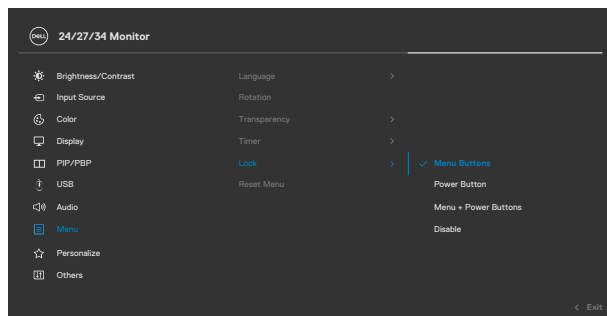 DELL 24/27/34 Monitor
Brightness/Contrast Language >
Input Source Rotation
Color Transparency >
Display Timer >
PIP/PBP Lock > ✓ Menu Buttons
USB Reset Menu Power Button
Audio Menu + Power Buttons
Menu Disable
Personalize
Others
< Exit